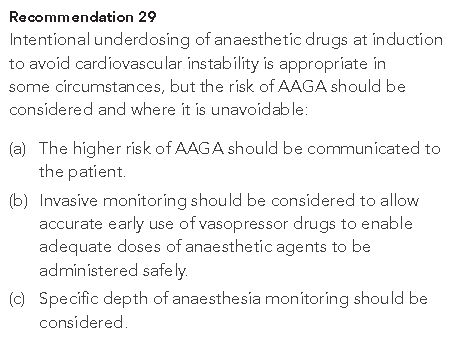 Recommendation 29
Intentional underdosing of anaesthetic drugs at induction
to avoid cardiovascular instability is appropriate in
some circumstances, but the risk of AAGA should be
considered and where it is unavoidable:
(a) The higher risk of AAGA should be communicated to
the patient.
(b) Invasive monitoring should be considered to allow
accurate early use of vasopressor drugs to enable
adequate doses of anaesthetic agents to be
administered safely.
(c) Specific depth of anaesthesia monitoring should be
considered.